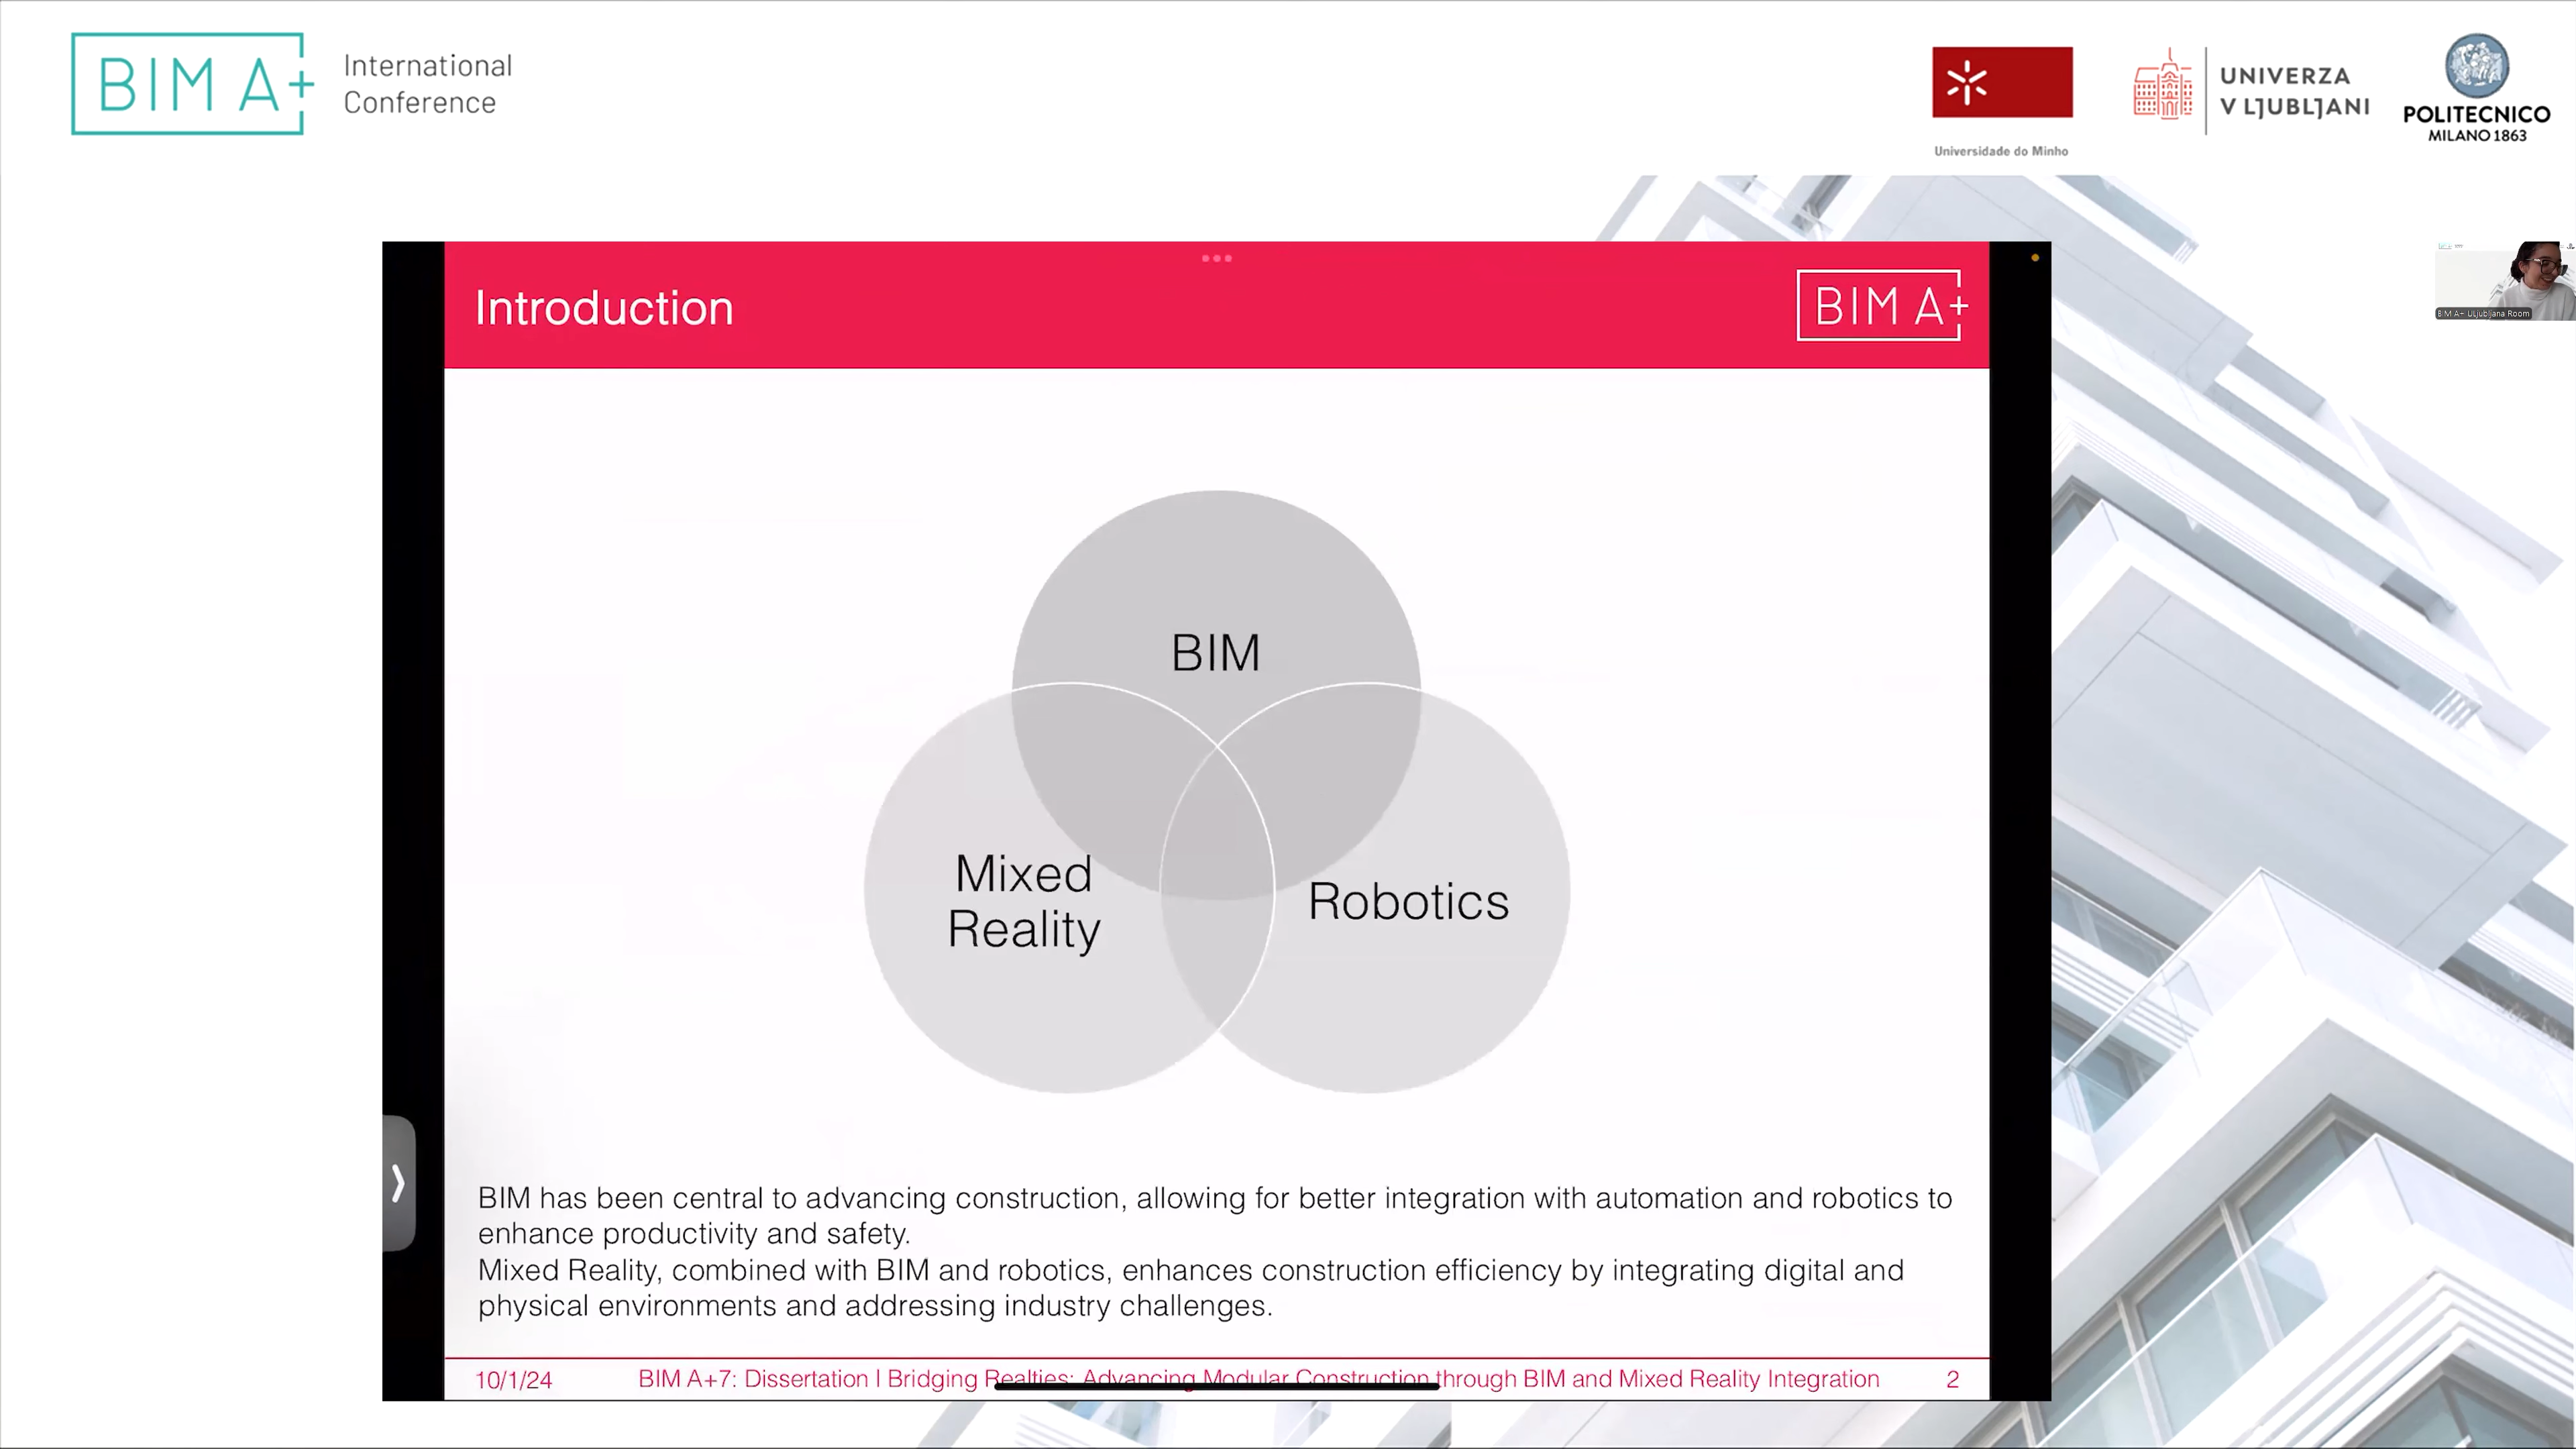 BIM A+
International
Conference
Universidade do Minho
UNIVERZA
V LJUBLJANI
POLITECNICO
MILANO 1863
Introduction
BIM A+
BIM A+ ULjubljana Room
BIM
Mixed
Reality
Robotics
BIM has been central to advancing construction, allowing for better integration with automation and robotics to
enhance productivity and safety.
Mixed Reality, combined with BIM and robotics, enhances construction efficiency by integrating digital and
physical environments and addressing industry challenges.
10/1/24
BIM A+7: Dissertation | Bridging Realties: Advancing Modular Construction through BIM and Mixed Reality Integration
2